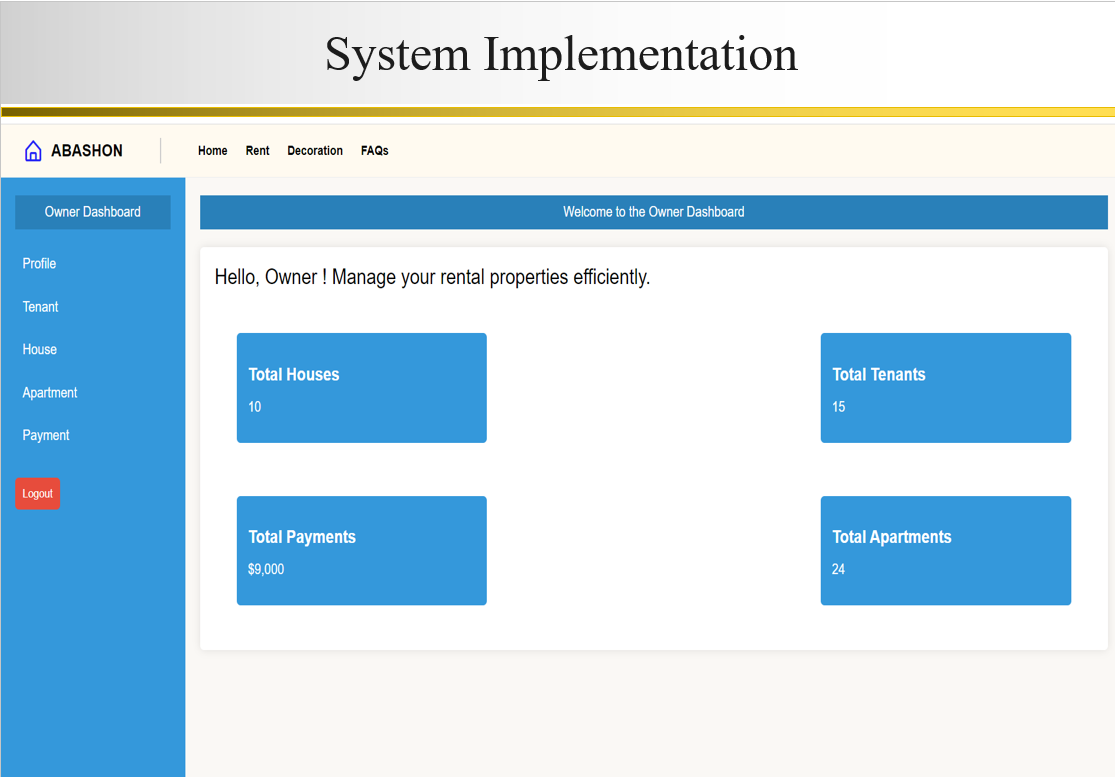 System Implementation
ABASHON
Home Rent Decoration FAQs
Owner Dashboard
Profile
Tenant
House
Apartment
Payment
Logout
Welcome to the Owner Dashboard
Hello, Owner ! Manage your rental properties efficiently.
Total Houses
10
Total Tenants
15
Total Payments
$9,000
Total Apartments
24